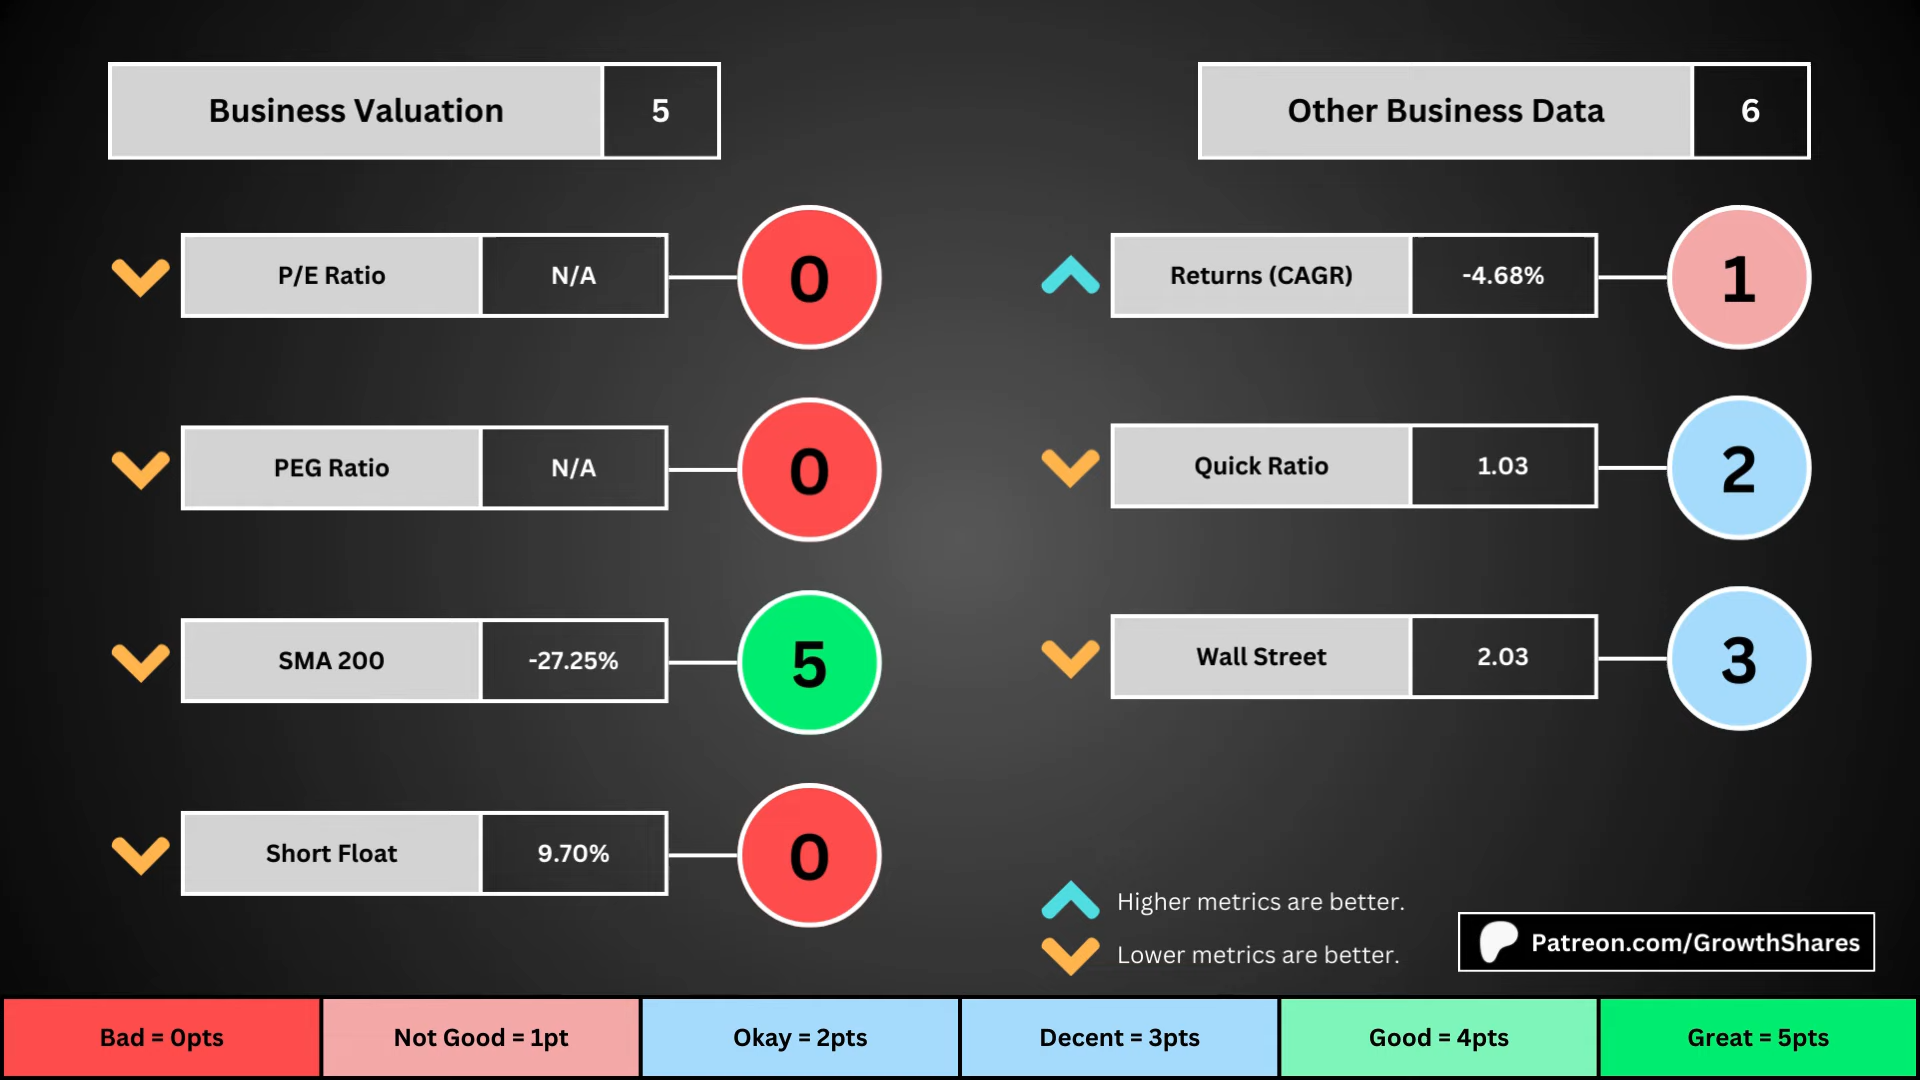 Business Valuation 5
P/E Ratio N/A 0
PEG Ratio N/A 0
SMA 200 -27.25% 5
Short Float 9.70% 0
Other Business Data 6
Returns (CAGR) -4.68% 1
Quick Ratio 1.03 2
Wall Street 2.03 3
Higher metrics are better.
Lower metrics are better.
Patreon.com/GrowthShares
Bad = 0pts
Not Good = 1pt
Okay = 2pts
Decent = 3pts
Good = 4pts
Great = 5pts